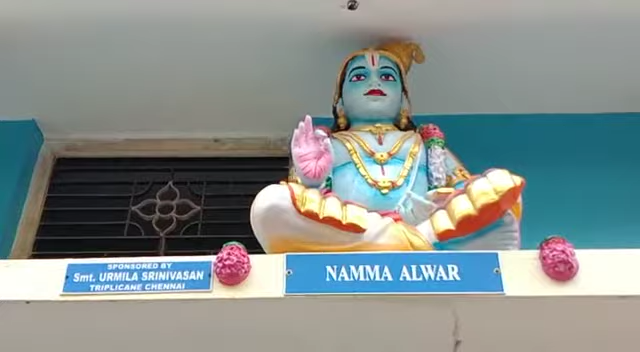 SPONSORED BY
Smt. URMILA SRINIVASAN
TRIPLICANE CHENNAI
NAMMA ALWAR